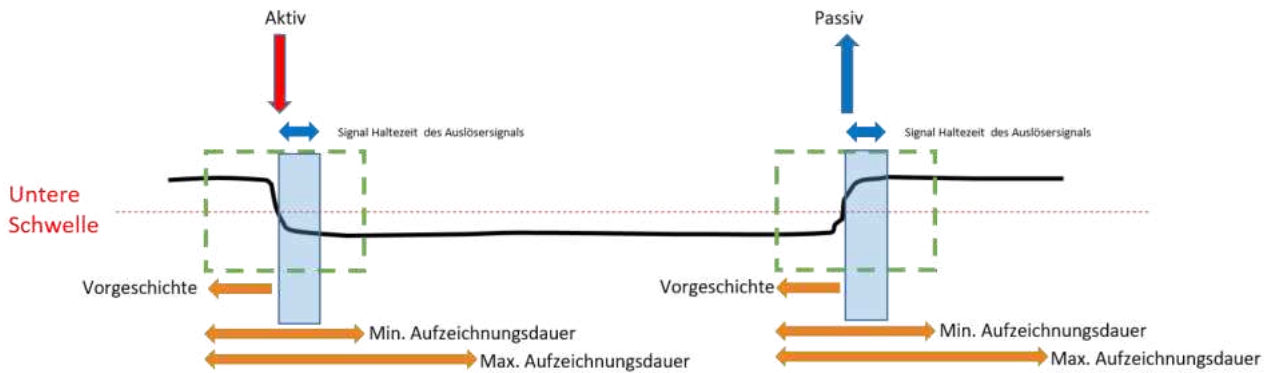 Aktiv
Passiv
Signal Haltezeit des Auslösersignals
Signal Haltezeit des Auslösersignals
Untere
Schwelle
Vorgeschichte
Vorgeschichte
Min. Aufzeichnungsdauer
Min. Aufzeichnungsdauer
Max. Aufzeichnungsdauer
Max. Aufzeichnungsdauer